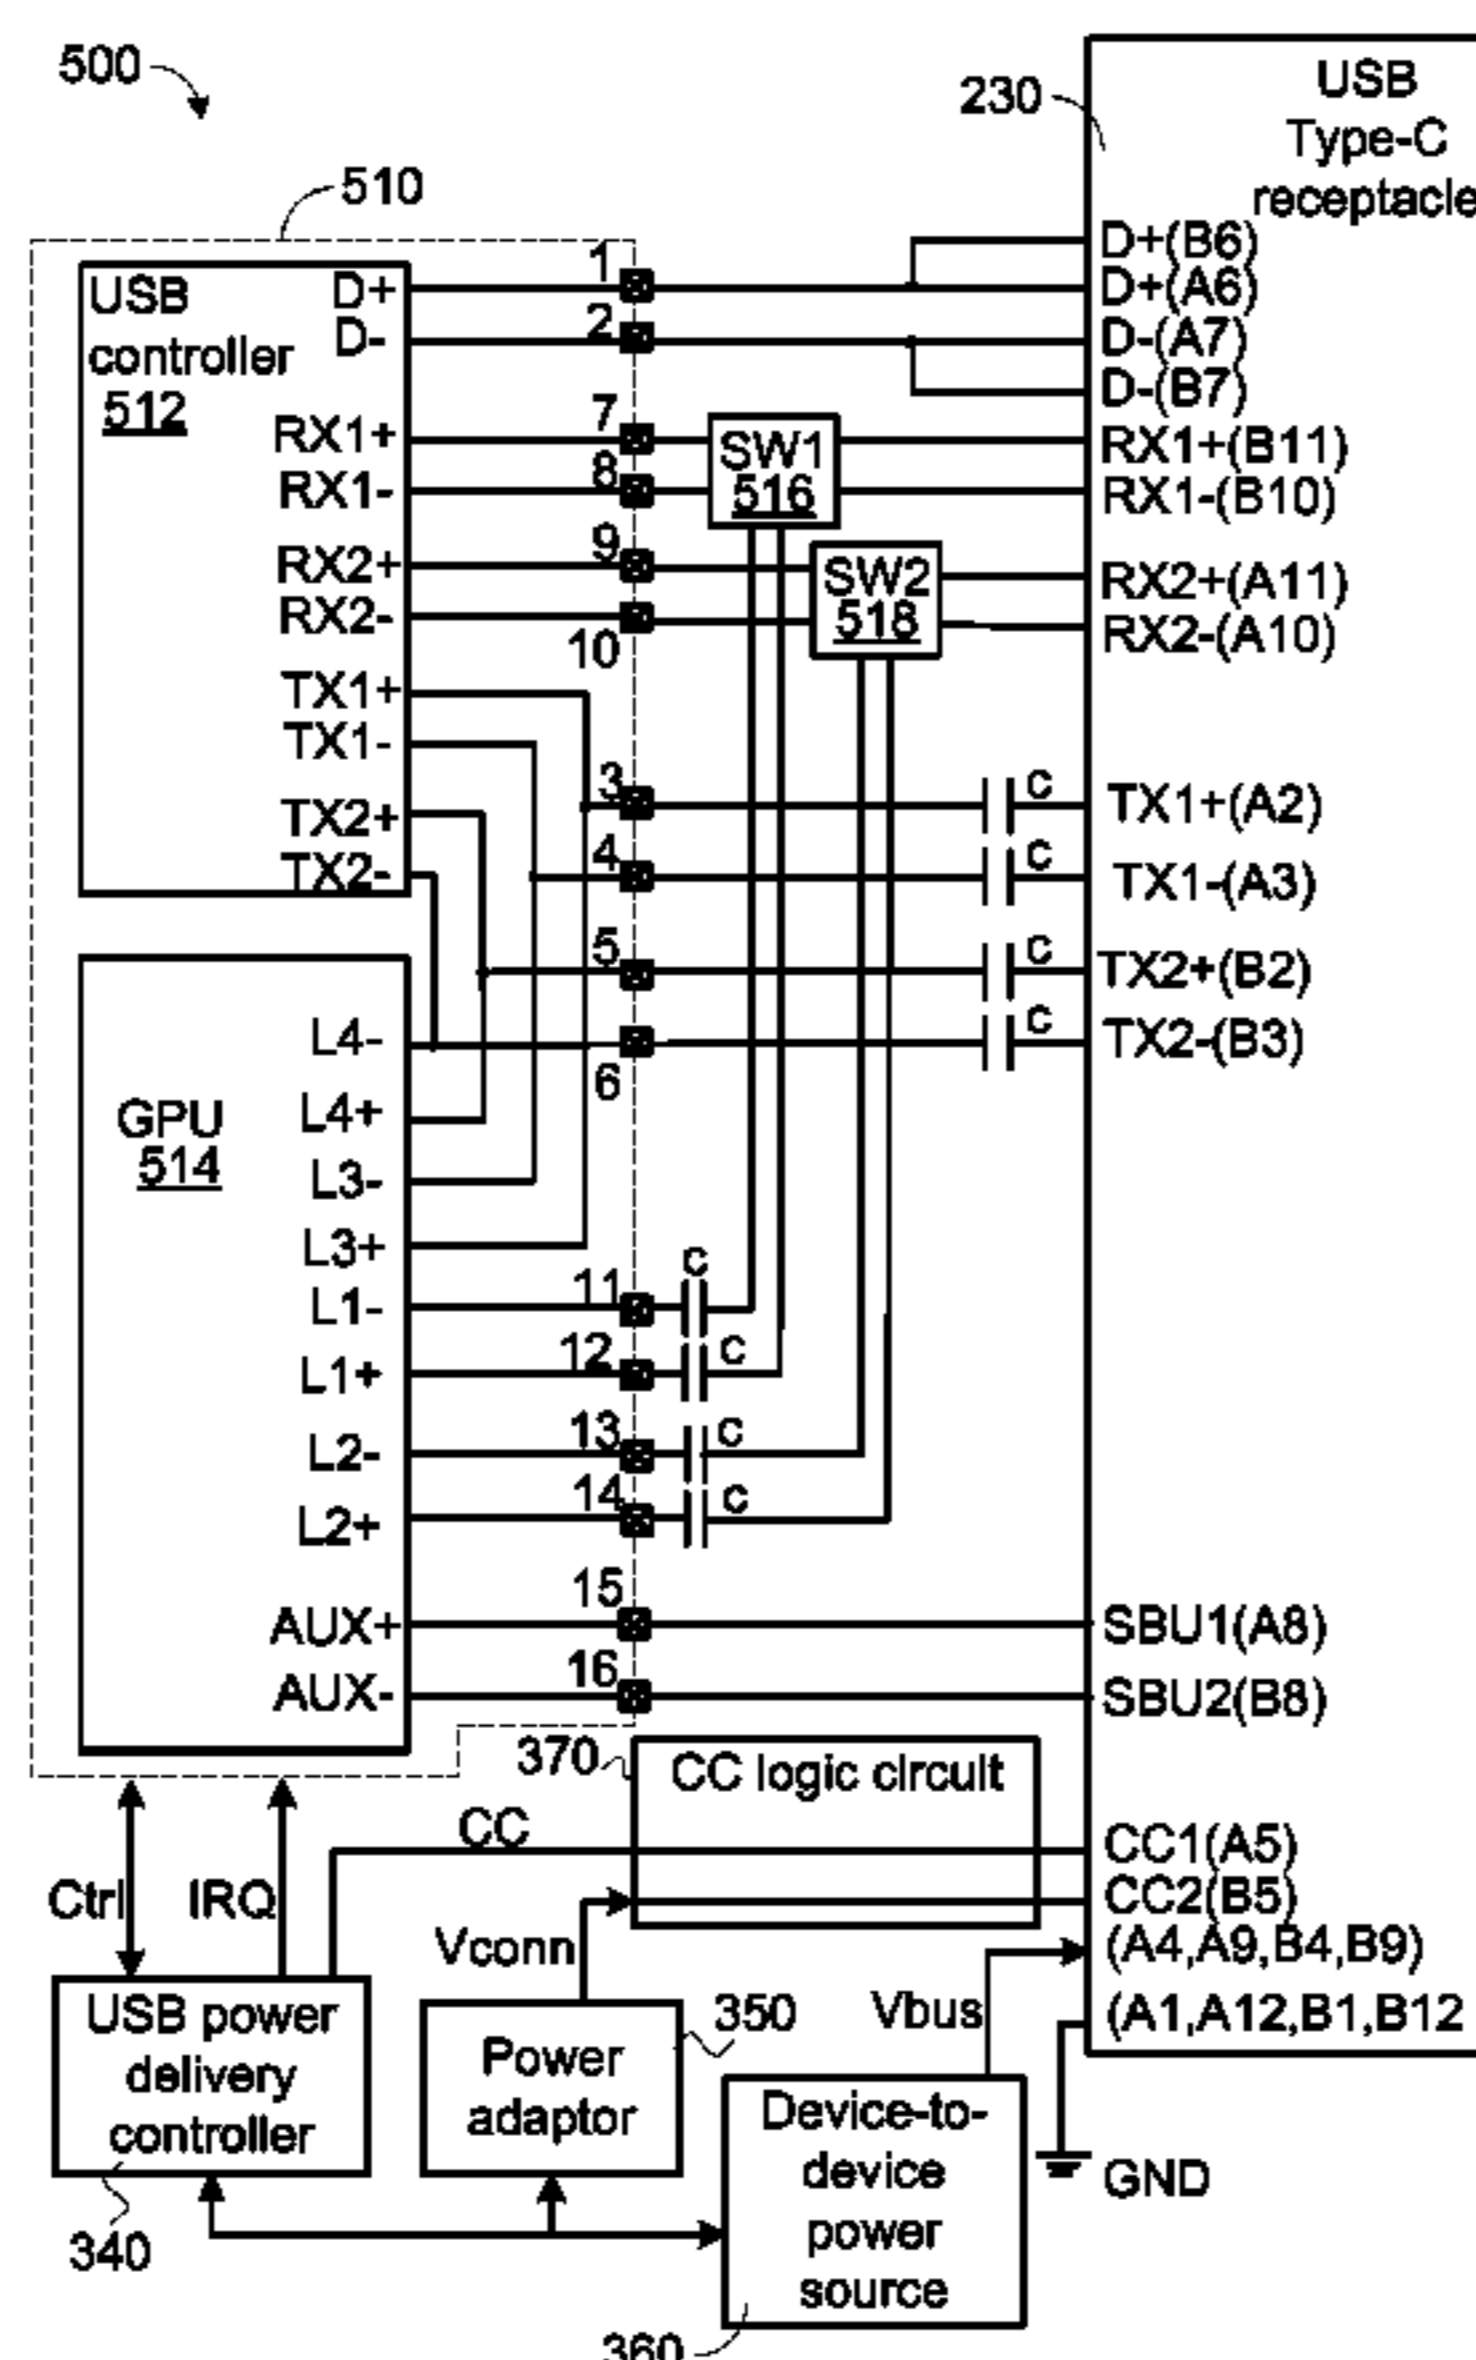 500
230
USB
Type-C
receptacle
510
USB
controller
512
D+
D-
RX1+
RX1-
RX2+
RX2-
TX1+
TX1-
TX2+
TX2-
1
2
7
8
9
10
3
4
5
6
SW1
516
SW2
518
D+(B6)
D+(A6)
D-(A7)
D-(B7)
RX1+(B11)
RX1-(B10)
RX2+(A11)
RX2-(A10)
C
TX1+(A2)
C
TX1-(A3)
C
TX2+(B2)
C
TX2-(B3)
GPU
514
L4-
L4+
L3-
L3+
L1-
L1+
L2-
L2+
AUX+
AUX-
11
C
12
C
13
C
14
C
15
16
SBU1(A8)
SBU2(B8)
370
CC logic circuit
CC
CC1(A5)
CC2(B5)
(A4,A9,B4,B9)
(A1,A12,B1,B12
Ctrl
IRQ
Vconn
Vbus
USB power
delivery
controller
340
Power
adaptor
350
Device-to-
device
power
source
360
GND